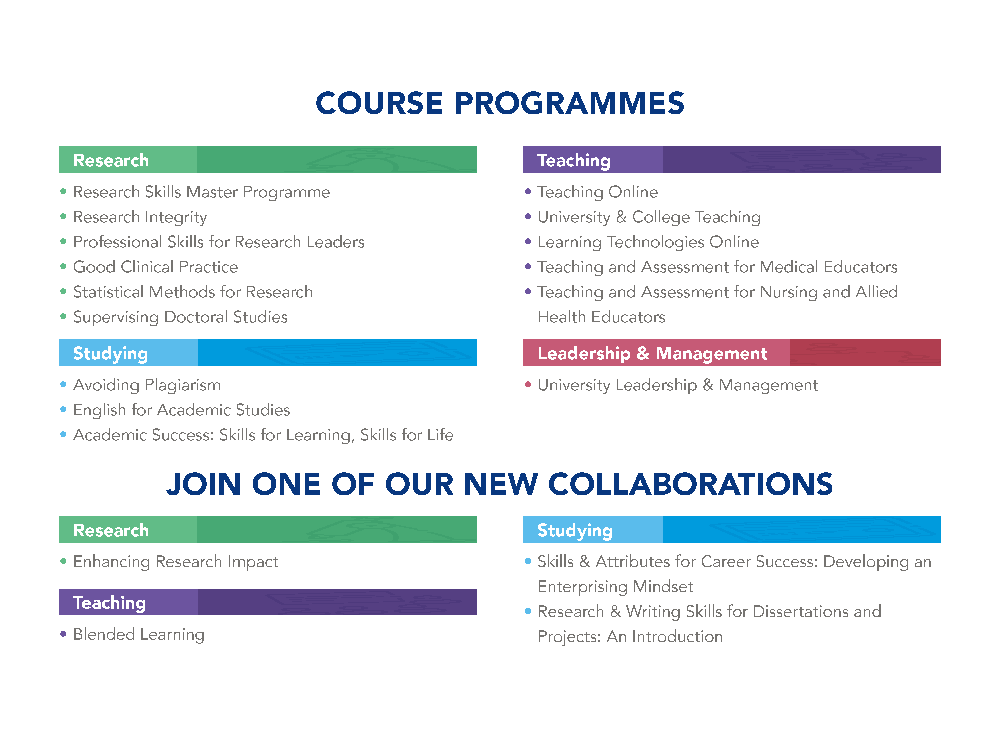 COURSE PROGRAMMES
Research
• Research Skills Master Programme
• Research Integrity
• Professional Skills for Research Leaders
• Good Clinical Practice
• Statistical Methods for Research
• Supervising Doctoral Studies
Studying
• Avoiding Plagiarism
• English for Academic Studies
• Academic Success: Skills for Learning, Skills for Life
Teaching
• Teaching Online
• University & College Teaching
• Learning Technologies Online
• Teaching and Assessment for Medical Educators
• Teaching and Assessment for Nursing and Allied
Health Educators
Leadership & Management
• University Leadership & Management
JOIN ONE OF OUR NEW COLLABORATIONS
Research
• Enhancing Research Impact
Teaching
• Blended Learning
Studying
• Skills & Attributes for Career Success: Developing an
Enterprising Mindset
• Research & Writing Skills for Dissertations and
Projects: An Introduction